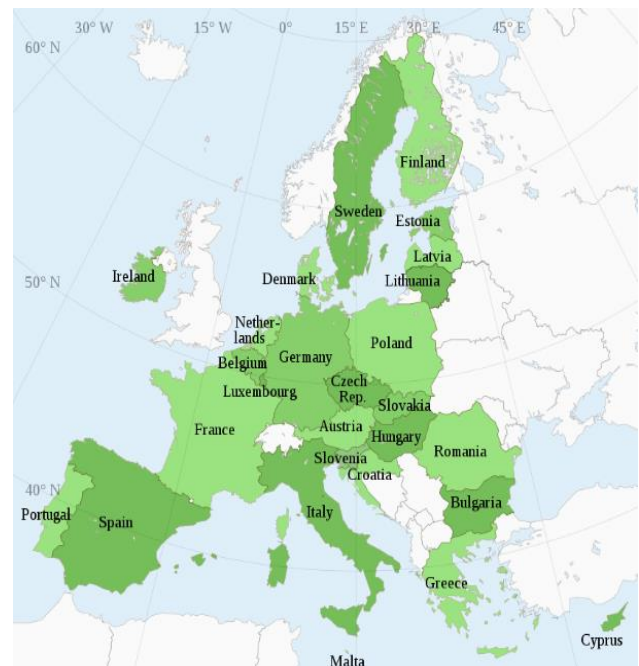 30° W
15° W
0°
15° E
30° E
45° E
60° N
Finland
Sweden
Estonia
Latvia
Lithuania
Ireland
Denmark
50° N
Nether-
lands
Poland
Germany
Belgium
Luxembourg
Czech
Rep.
Slovakia
France
Austria
Hungary
Romania
Slovenia
Croatia
40° N
Portugal
Spain
Italy
Bulgaria
Greece
Cyprus
Malta